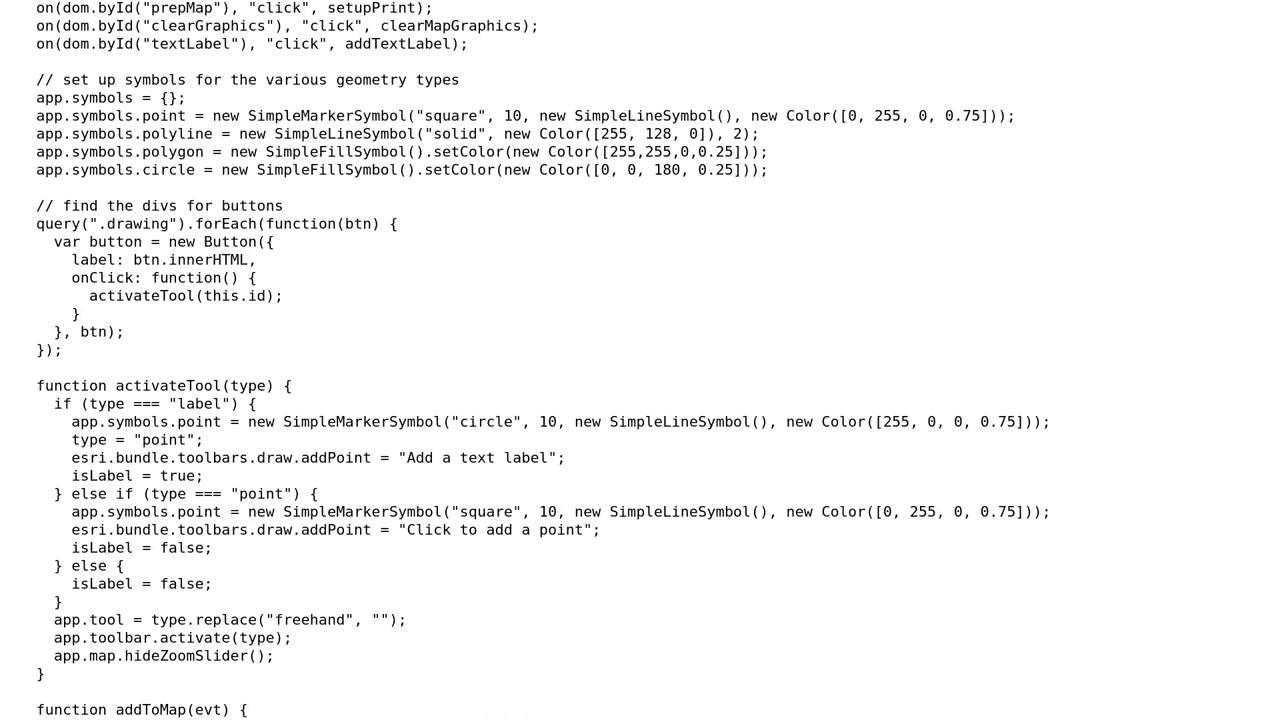 on(dom.byId("prepMap"), "click", setupPrint);
on(dom.byId("clearGraphics"), "click", clearMapGraphics);
on(dom.byId("textLabel"), "click", addTextLabel);

// set up symbols for the various geometry types
app.symbols = {};
app.symbols.point = new SimpleMarkerSymbol("square", 10, new SimpleLineSymbol(), new Color([0, 255, 0, 0.75]));
app.symbols.polyline = new SimpleLineSymbol("solid", new Color([255, 128, 0]), 2);
app.symbols.polygon = new SimpleFillSymbol().setColor(new Color([255,255,0,0.25]));
app.symbols.circle = new SimpleFillSymbol().setColor(new Color([0, 0, 180, 0.25]));

// find the divs for buttons
query(".drawing").forEach(function(btn) {
  var button = new Button({
    label: btn.innerHTML,
    onClick: function() {
      activateTool(this.id);
    }
  }, btn);
});

function activateTool(type) {
  if (type === "label") {
    app.symbols.point = new SimpleMarkerSymbol("circle", 10, new SimpleLineSymbol(), new Color([255, 0, 0, 0.75]));
    type = "point";
    esri.bundle.toolbars.draw.addPoint = "Add a text label";
    isLabel = true;
  } else if (type === "point") {
    app.symbols.point = new SimpleMarkerSymbol("square", 10, new SimpleLineSymbol(), new Color([0, 255, 0, 0.75]));
    esri.bundle.toolbars.draw.addPoint = "Click to add a point";
    isLabel = false;
  } else {
    isLabel = false;
  }
  app.tool = type.replace("freehand", "");
  app.toolbar.activate(type);
  app.map.hideZoomSlider();
}

function addToMap(evt) {